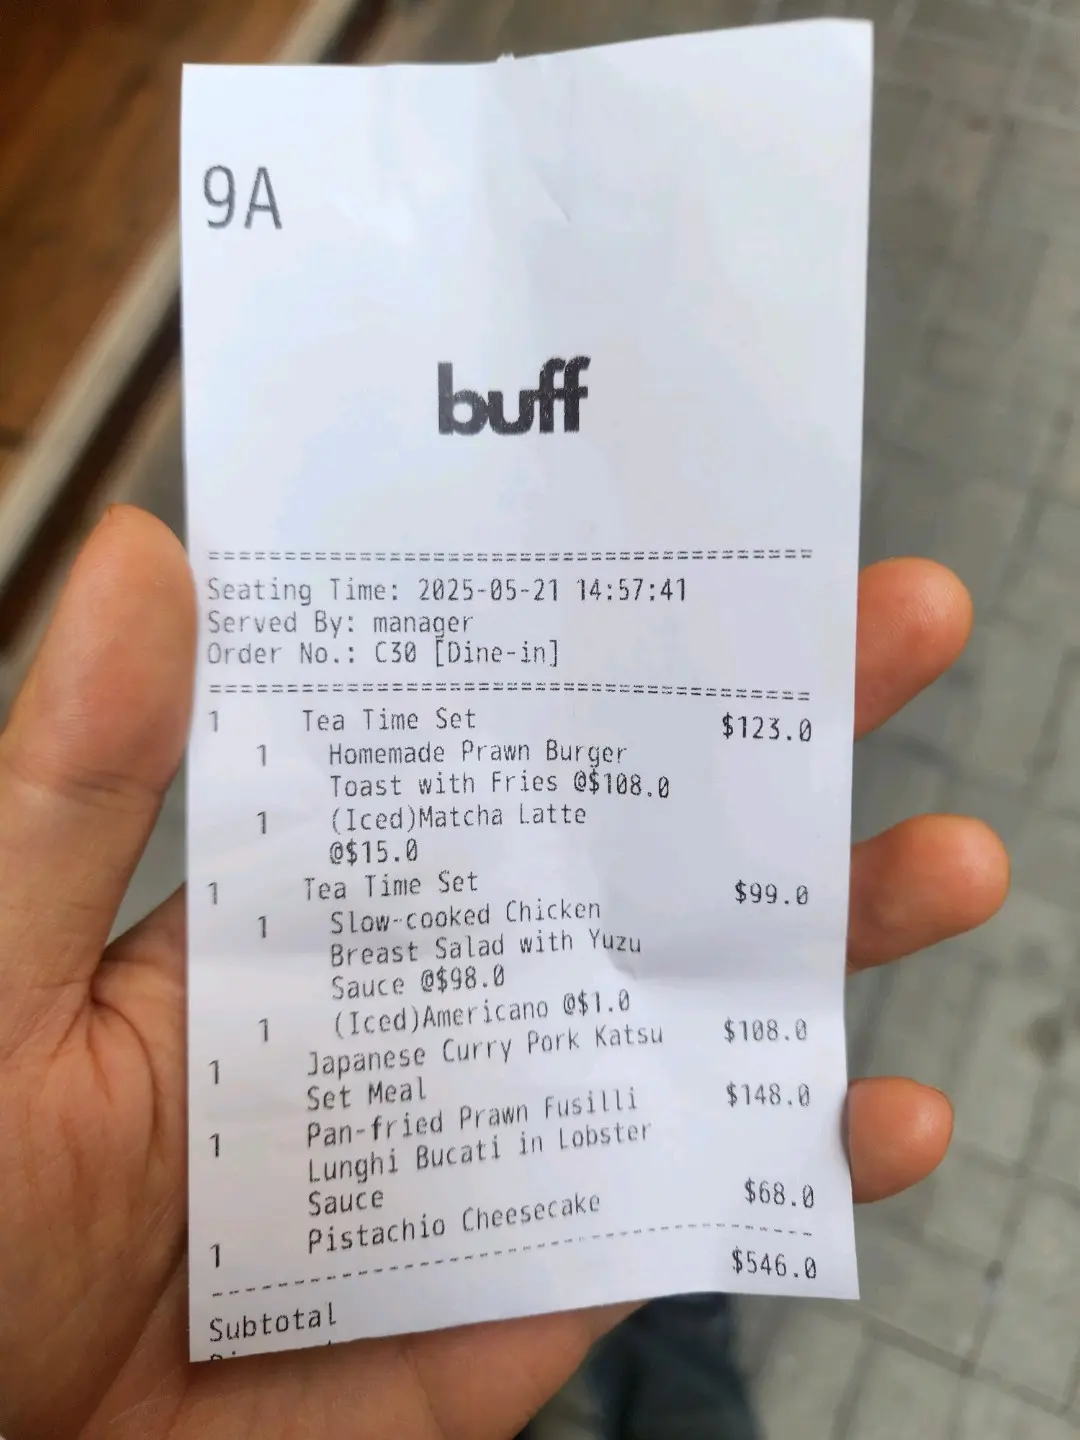 9A
buff
========================================
Seating Time: 2025-05-21 14:57:41
Served By: manager
Order No.: C30 [Dine-in]
========================================
1 Tea Time Set $123.0
1 Homemade Prawn Burger
Toast with Fries @$108.0
1 (Iced)Matcha Latte
@$15.0
1 Tea Time Set $99.0
1 Slow-cooked Chicken
Breast Salad with Yuzu
Sauce @$98.0
1 (Iced)Americano @$1.0
1 Japanese Curry Pork Katsu $108.0
Set Meal
1 Pan-fried Prawn Fusilli $148.0
Lunghi Bucati in Lobster
Sauce
1 Pistachio Cheesecake $68.0
----------------------------------------
Subtotal $546.0